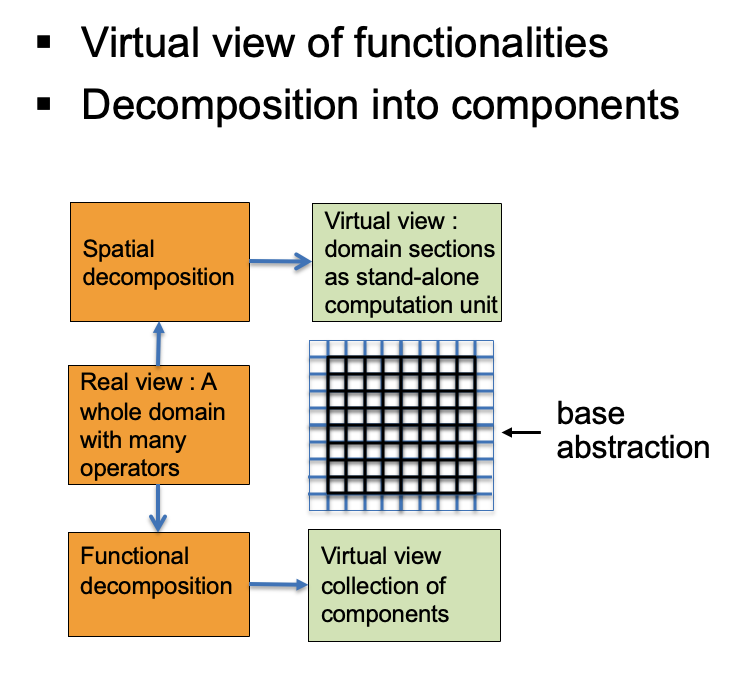 ▪ Virtual view of functionalities
▪ Decomposition into components
Spatial
decomposition
Virtual view :
domain sections
as stand-alone
computation unit
Real view : A
whole domain
with many
operators
base
abstraction
Functional
decomposition
Virtual view
collection of
components